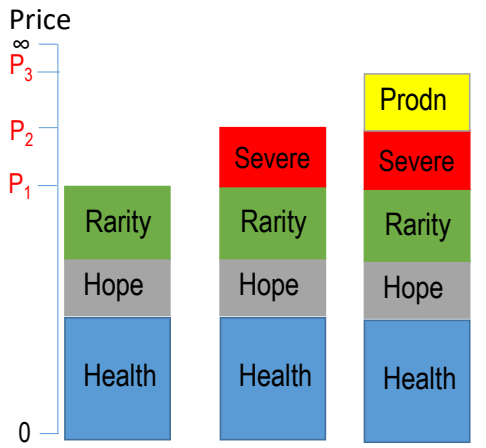 Price
∞
P3
P2
P1
0
Rarity
Hope
Health
Severe
Rarity
Hope
Health
Prodn
Severe
Rarity
Hope
Health